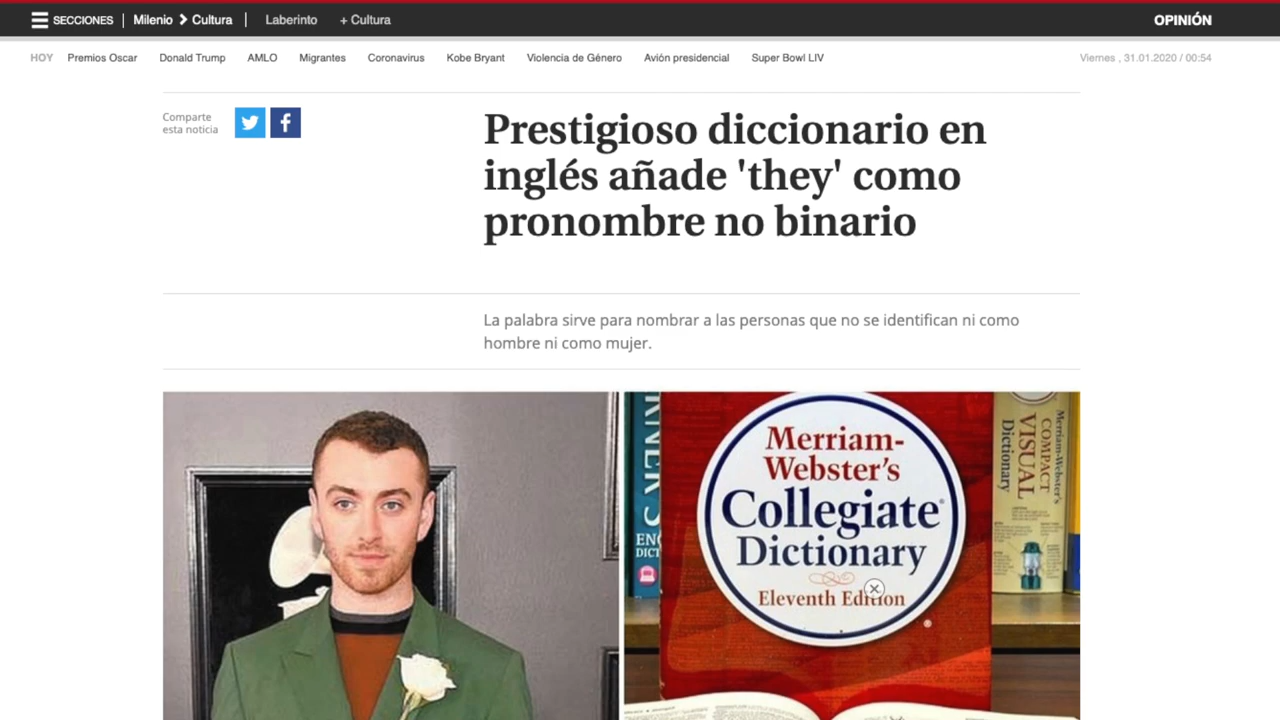 SECCIONES | Milenio > Cultura | Laberinto + Cultura OPINIÓN
HOY Premios Oscar Donald Trump AMLO Migrantes Coronavirus Kobe Bryant Violencia de Género Avión presidencial Super Bowl LIV Viernes , 31.01.2020 / 00:54
Comparte
esta noticia
Prestigioso diccionario en
inglés añade 'they' como
pronombre no binario
La palabra sirve para nombrar a las personas que no se identifican ni como
hombre ni como mujer.
Merriam-
Webster's
Collegiate®
Dictionary
Eleventh Edition
Merriam-Webster's
COMPACT
VISUAL
Dictionary